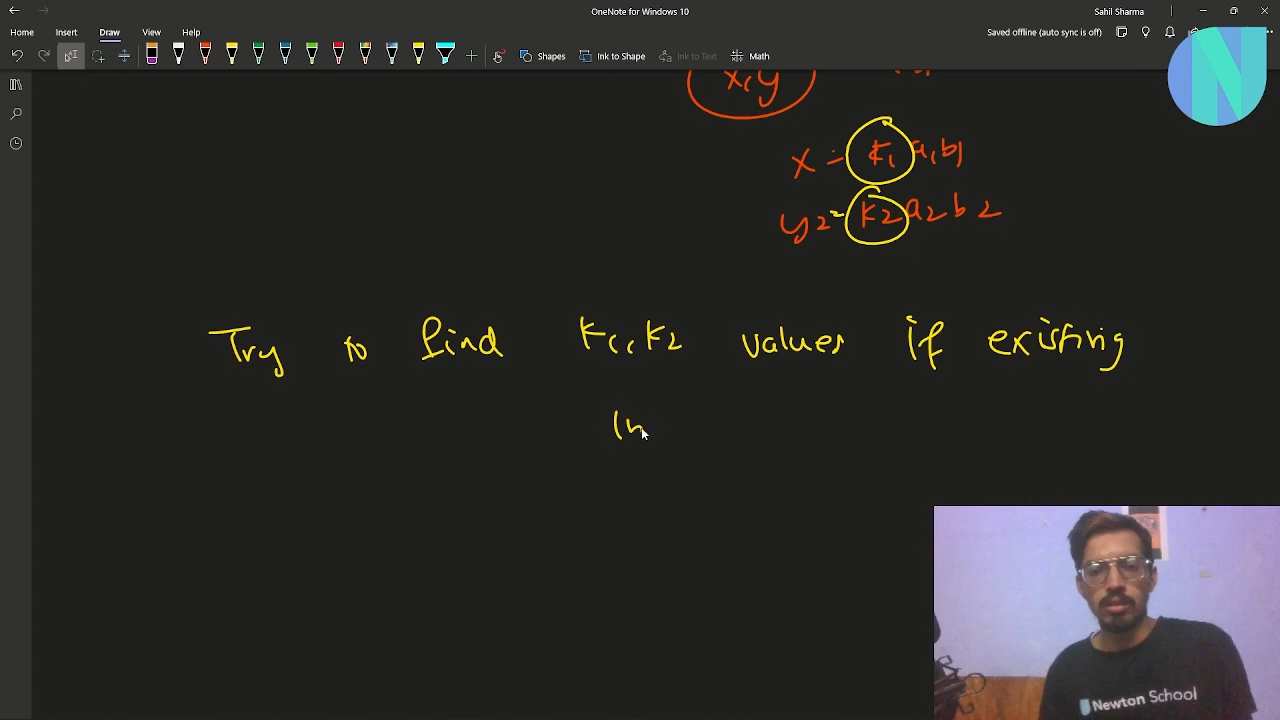 OneNote for Windows 10
Sahil Sharma
Home Insert Draw View Help
Saved offline (auto sync is off)
Shapes Ink to Shape Ink to Text Math
x, y
x = K1 a1 b1
y2 = K2 a2 b2
Try to find K1, K2 values if existing
In
Newton School